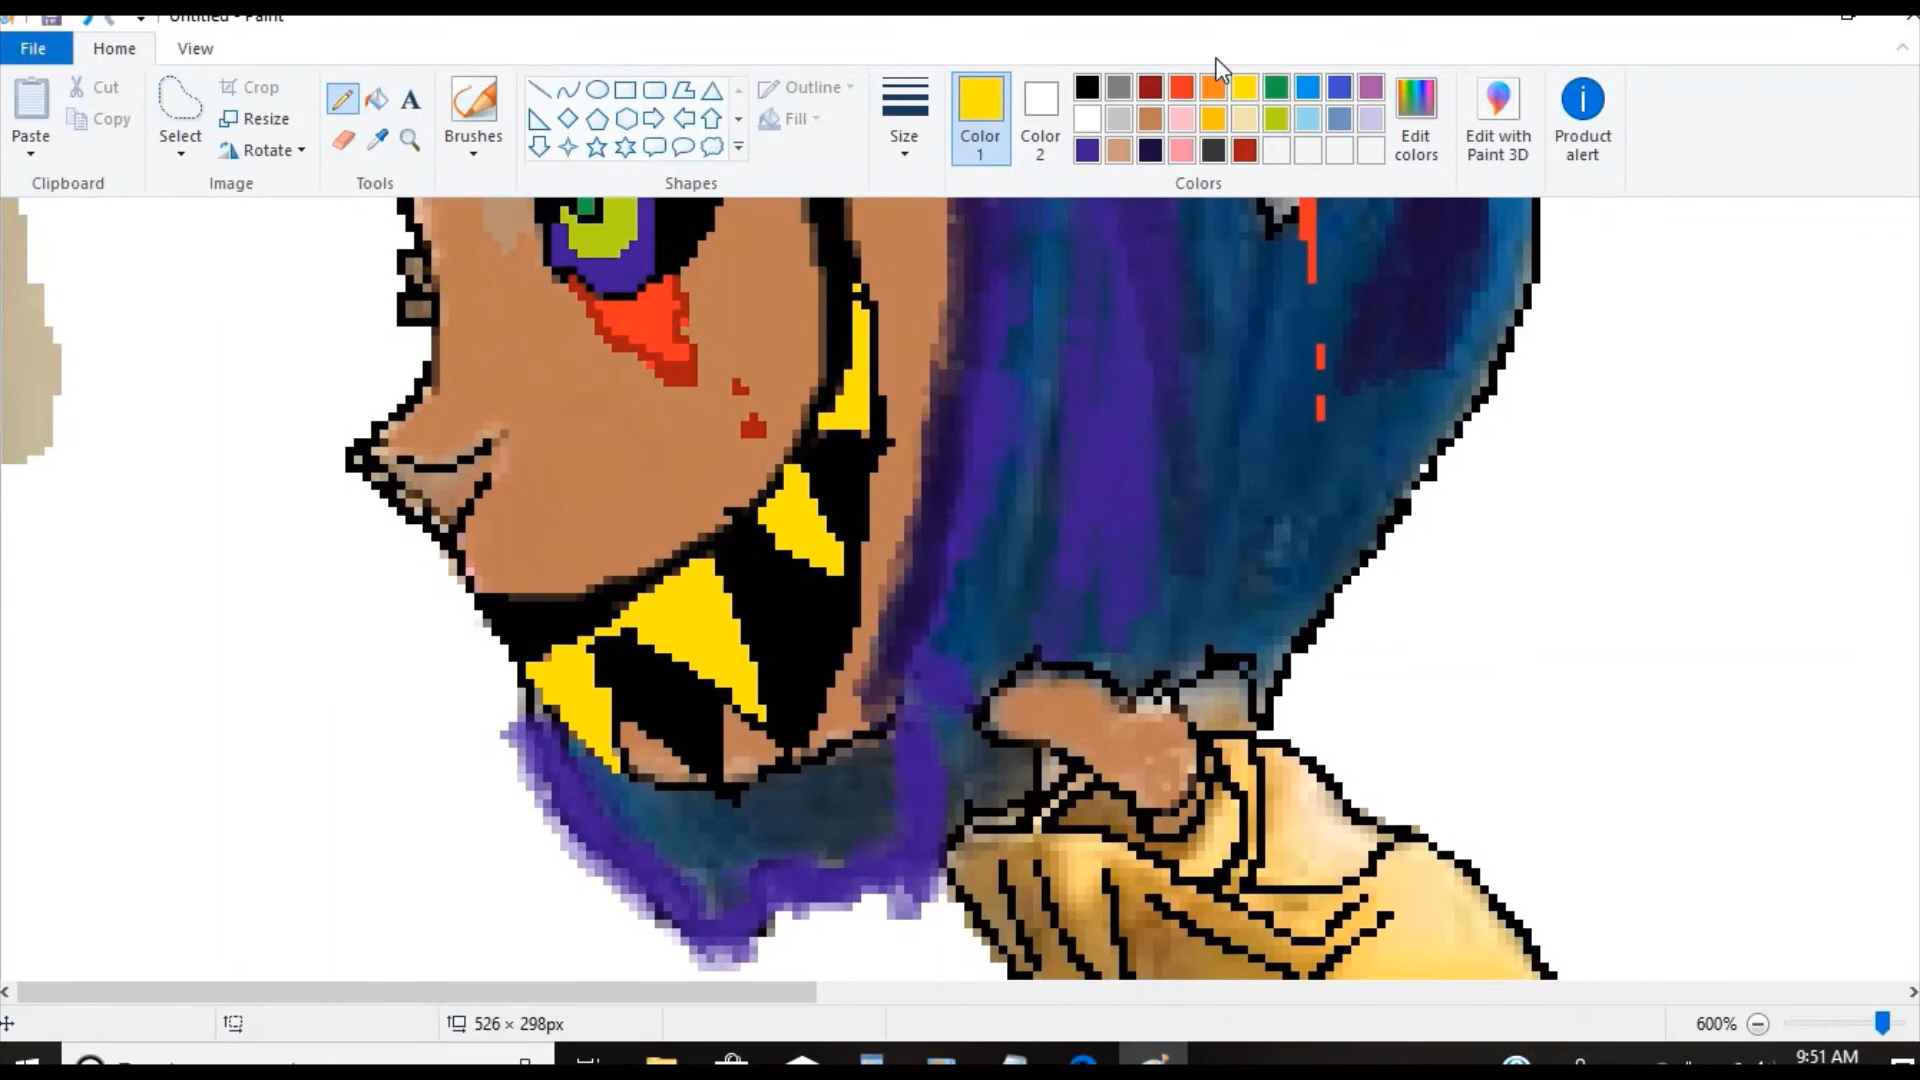 Untitled - Paint
File Home View
Paste
Cut
Copy
Clipboard
Select
Crop
Resize
Rotate
Image
Tools
Brushes
Shapes
Outline
Fill
Size
Color 1
Color 2
Colors
Edit colors
Edit with Paint 3D
Product alert
526 × 298px
600%
9:51 AM